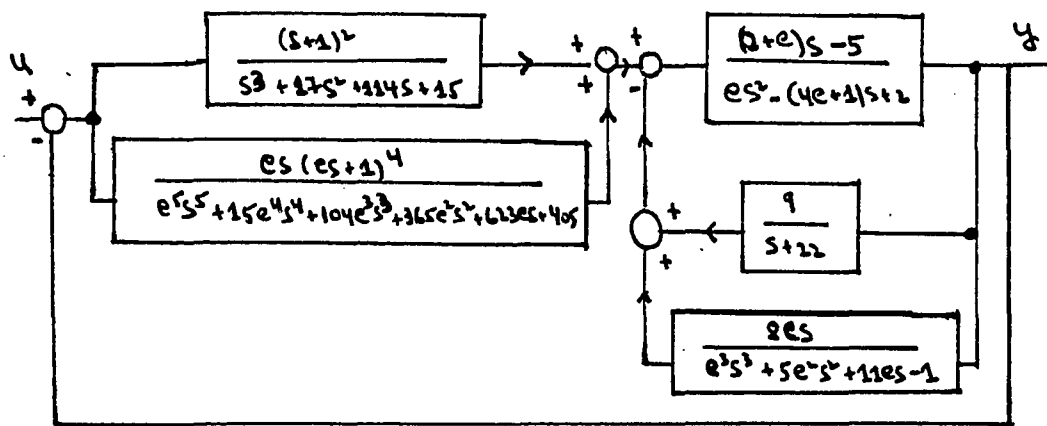 u
+
-
(s+1)²
s³+17s²+114s+15
es(es+1)⁴
e⁵s⁵+15e⁴s⁴+104e³s³+365e²s²+623es+405
+
+
+
-
(2+e)s-5
es²-(4e+1)s+2
y
+
+
9
s+22
8es
e³s³+5e²s²+11es-1